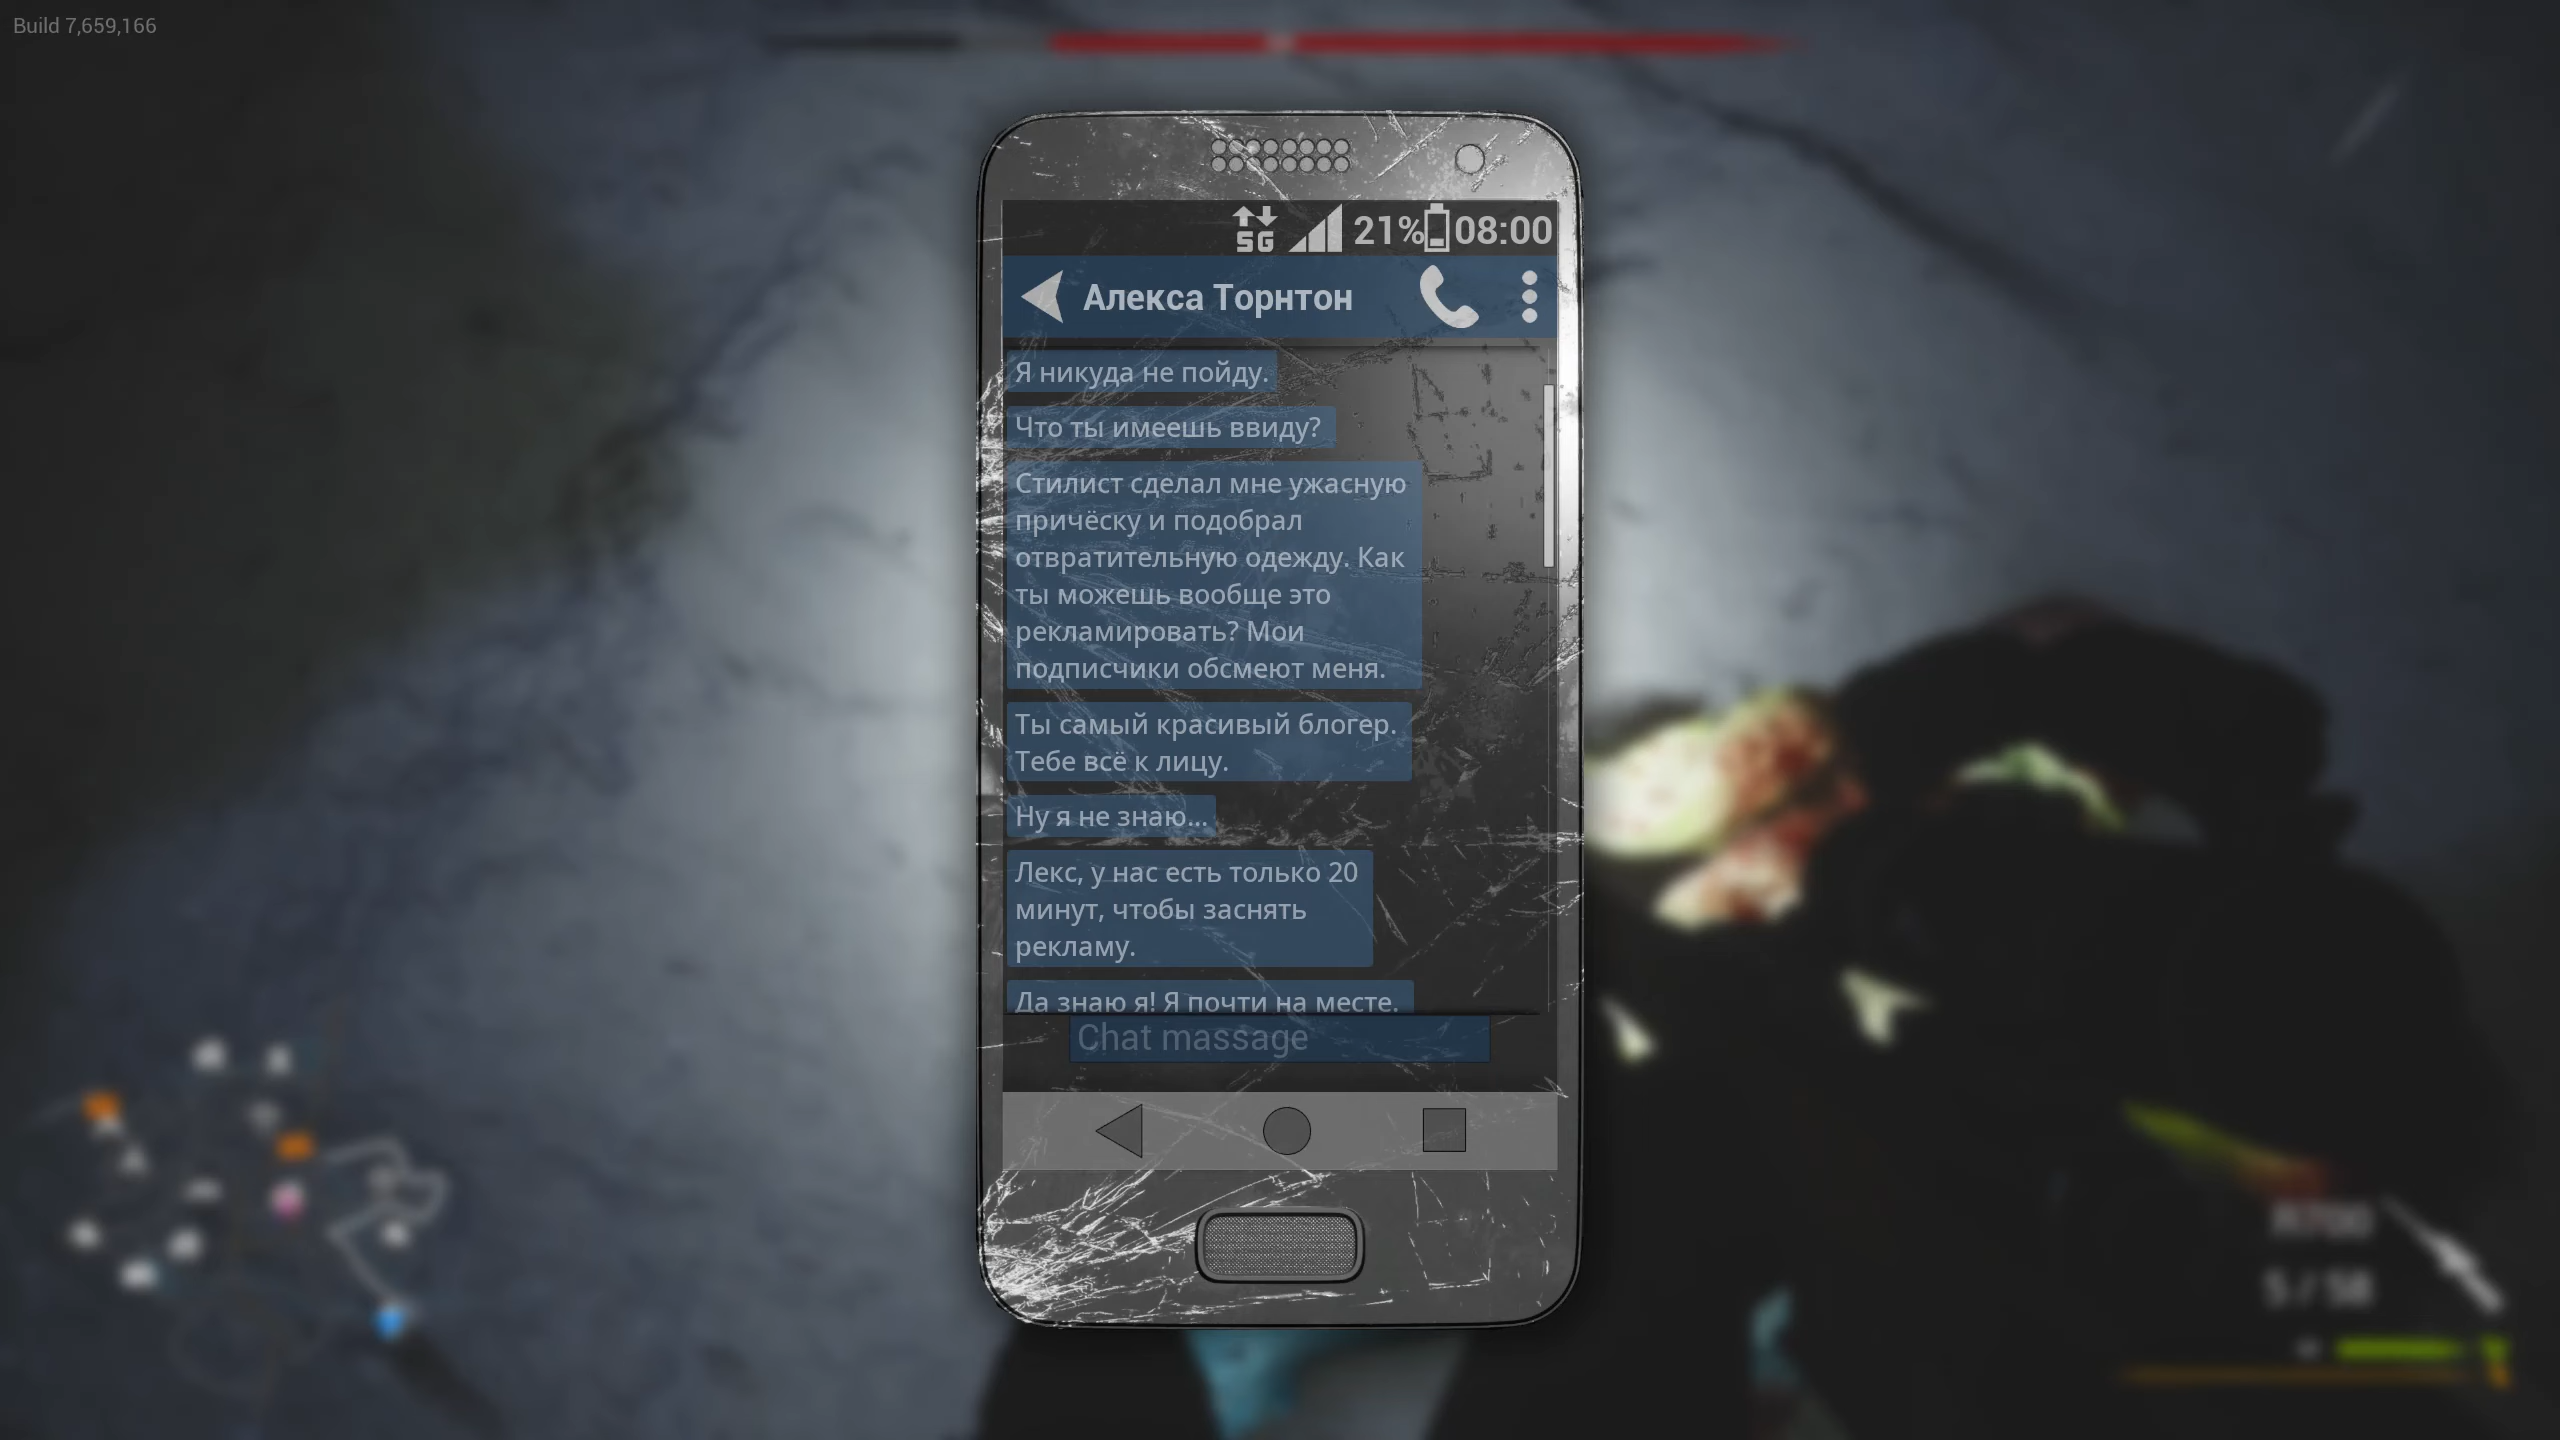 Build 7,659,166
5G 21% 08:00
Алекса Торнтон
Я никуда не пойду.
Что ты имеешь ввиду?
Стилист сделал мне ужасную
причёску и подобрал
отвратительную одежду. Как
ты можешь вообще это
рекламировать? Мои
подписчики обсмеют меня.
Ты самый красивый блогер.
Тебе всё к лицу.
Ну я не знаю...
Лекс, у нас есть только 20
минут, чтобы заснять
рекламу.
Да знаю я! Я почти на месте.
Chat massage
R700
5 / 50